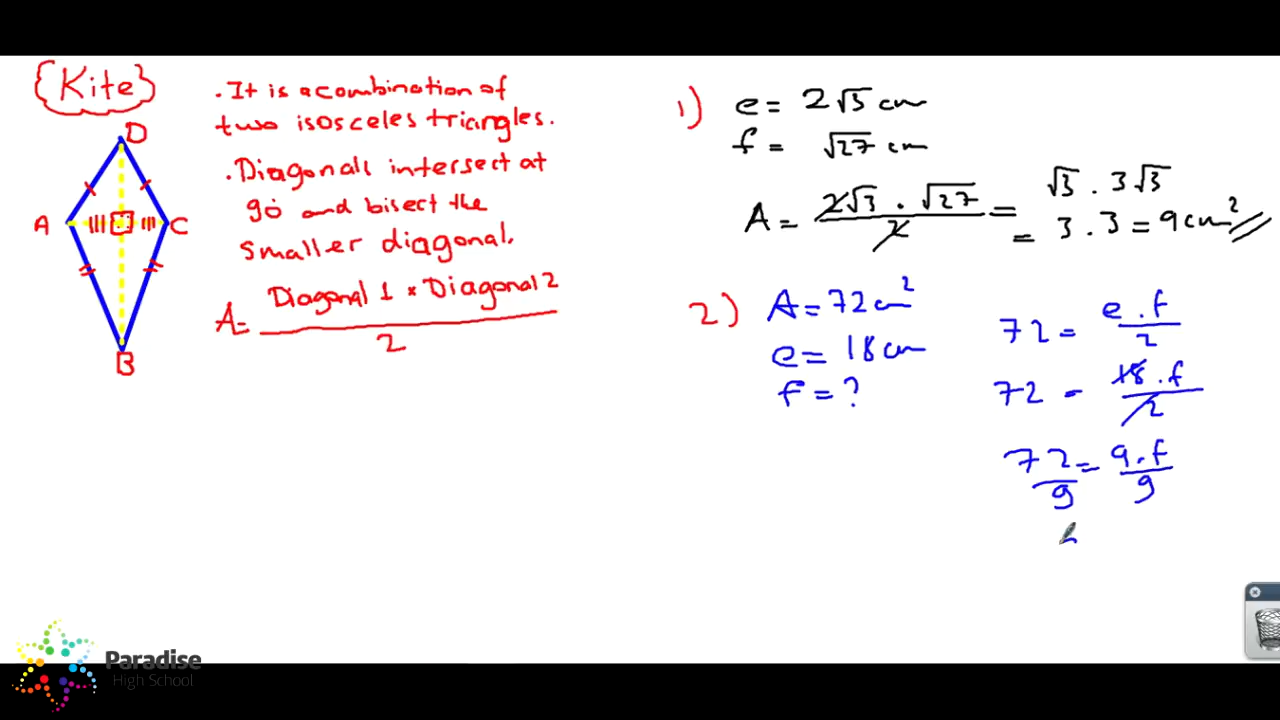 Kite
D
A
C
B
. It is a combination of
two isosceles triangles.
. Diagonals intersect at
90 and bisect the
smaller diagonal.
A = Diagonal 1 × Diagonal 2
2
1) e = 2√3 cm
f = √27 cm
A = 2√3 . √27 = √3 . 3√3
2
= 3 . 3 = 9 cm²
2) A = 72 cm²
e = 18 cm
f = ?
72 = e . f
2
72 = 18 . f
2
72 = 9 . f
9 9
Paradise
High School